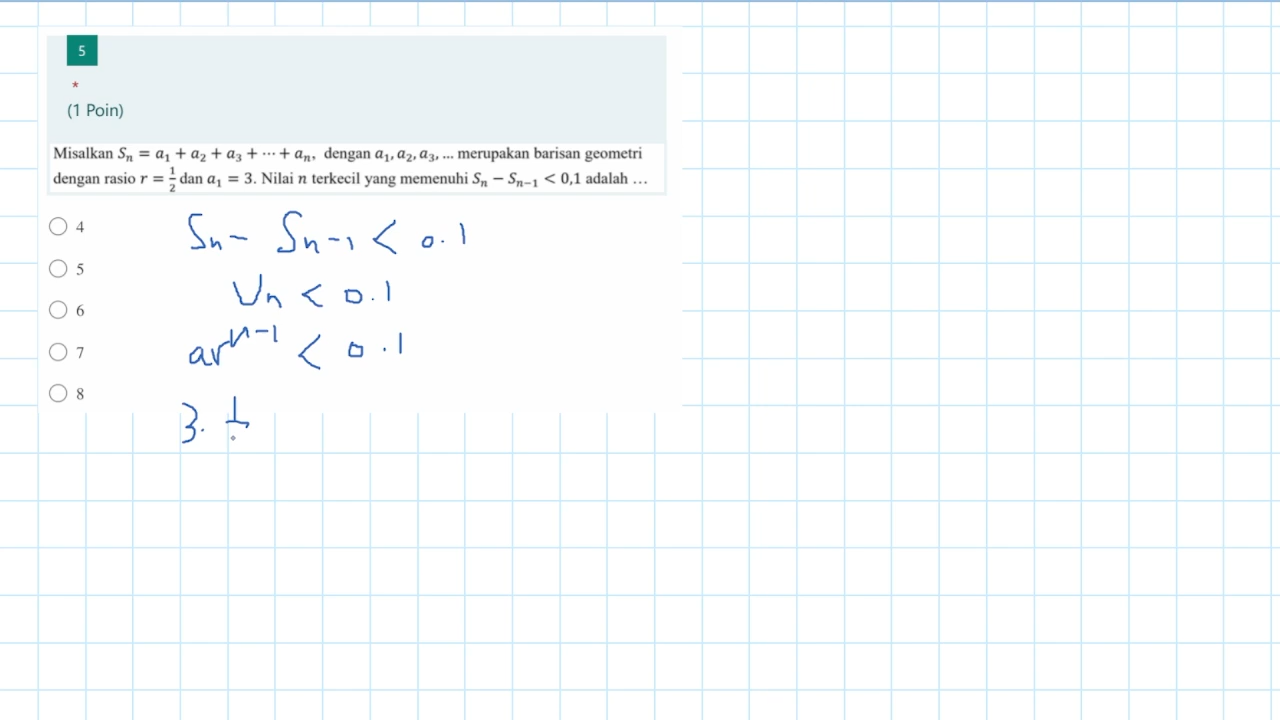 5
*
(1 Poin)
Misalkan Sₙ = a₁ + a₂ + a₃ + ⋯ + aₙ, dengan a₁, a₂, a₃, ... merupakan barisan geometri
dengan rasio r = 1/2 dan a₁ = 3. Nilai n terkecil yang memenuhi Sₙ − Sₙ₋₁ < 0,1 adalah ...
4
5
6
7
8
Sₙ − Sₙ₋₁ < 0.1
Uₙ < 0.1
arⁿ⁻¹ < 0.1
3. 1